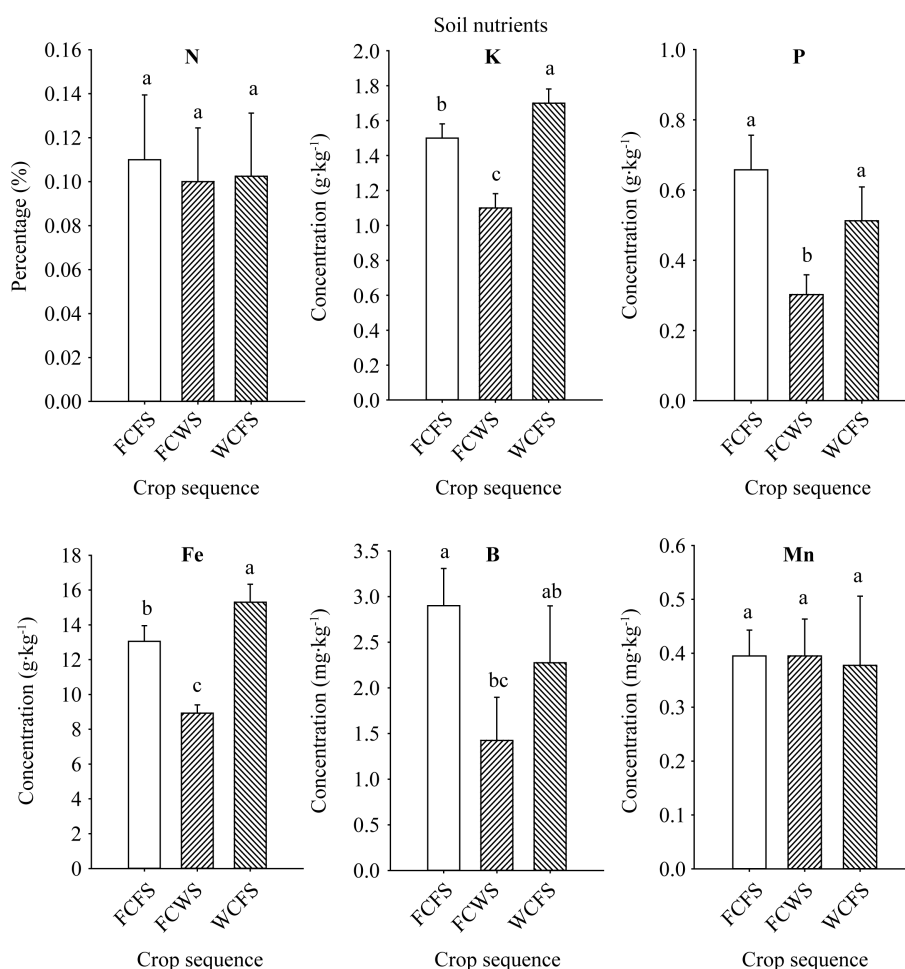 Soil nutrients
N
Percentage (%)
0.16
0.14
0.12
0.10
0.08
0.06
0.04
0.02
0.00
a
a
a
FCFS
FCWS
WCFS
Crop sequence
K
Concentration (g·kg⁻¹)
2.0
1.8
1.6
1.4
1.2
1.0
0.8
0.6
0.4
0.2
0.0
b
c
a
FCFS
FCWS
WCFS
Crop sequence
P
Concentration (g·kg⁻¹)
1.0
0.8
0.6
0.4
0.2
0.0
a
b
a
FCFS
FCWS
WCFS
Crop sequence
Fe
Concentration (g·kg⁻¹)
18
16
14
12
10
8
6
4
2
0
b
c
a
FCFS
FCWS
WCFS
Crop sequence
B
Concentration (mg·kg⁻¹)
3.5
3.0
2.5
2.0
1.5
1.0
0.5
0.0
a
bc
ab
FCFS
FCWS
WCFS
Crop sequence
Mn
Concentration (mg·kg⁻¹)
0.6
0.5
0.4
0.3
0.2
0.1
0.0
a
a
a
FCFS
FCWS
WCFS
Crop sequence